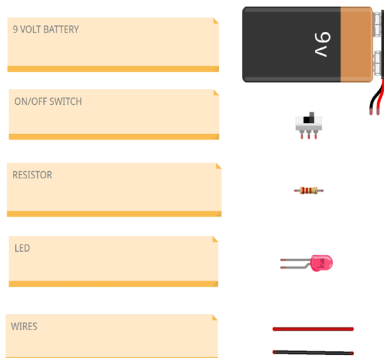 9 VOLT BATTERY
9v
ON/OFF SWITCH
RESISTOR
LED
WIRES